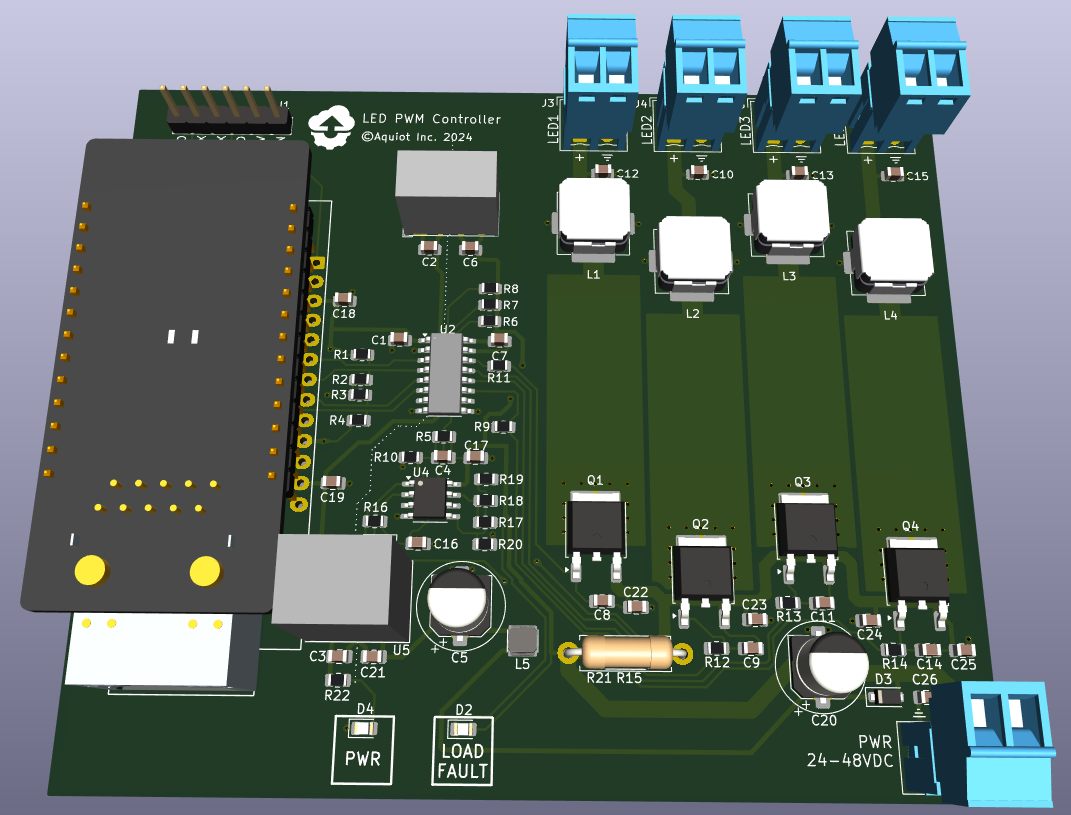 J1
LED PWM Controller
©Aquiot Inc. 2024
J3
LED1
J4
LED2
LED3
+
+
+
+
C12
C10
C13
C15
C2
C6
L1
L2
L3
L4
R8
R7
R6
C18
U2
C1
C7
R11
R1
R2
R3
R4
R9
R5
R10
C4
C17
U4
R19
R18
R17
R20
C19
R16
C16
Q1
Q2
Q3
Q4
C8
C22
C23
R13
C11
C24
C3
C21
U5
C5
L5
R21 R15
R12
C9
R14
C14
C25
R22
C20
D3
C26
D4
PWR
D2
LOAD
FAULT
PWR
24-48VDC